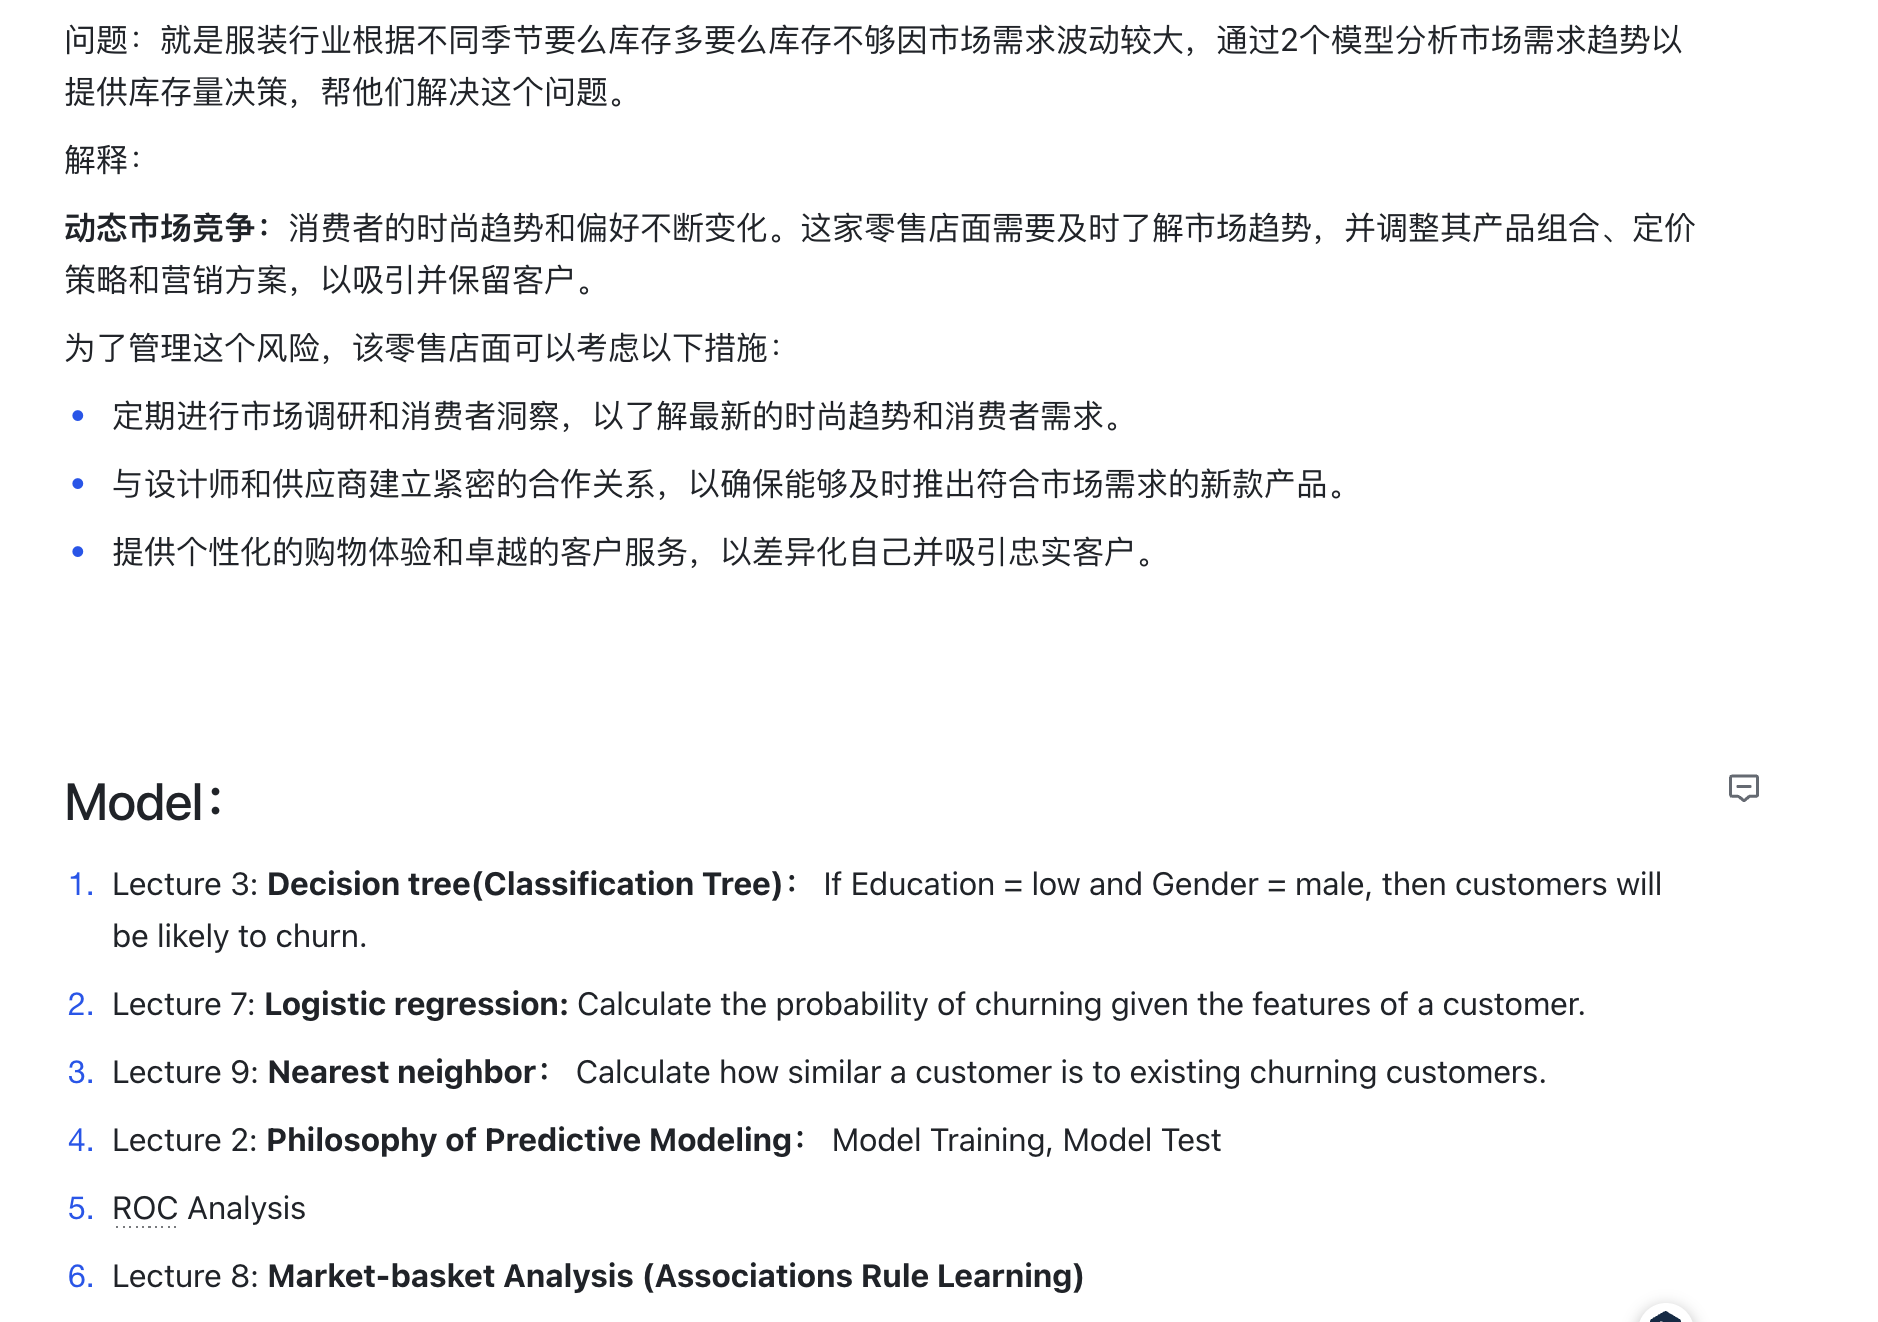 问题：就是服装行业根据不同季节要么库存多要么库存不够因市场需求波动较大，通过2个模型分析市场需求趋势以
提供库存量决策，帮他们解决这个问题。
解释：
动态市场竞争：消费者的时尚趋势和偏好不断变化。这家零售店面需要及时了解市场趋势，并调整其产品组合、定价
策略和营销方案，以吸引并保留客户。
为了管理这个风险，该零售店面可以考虑以下措施：
• 定期进行市场调研和消费者洞察，以了解最新的时尚趋势和消费者需求。
• 与设计师和供应商建立紧密的合作关系，以确保能够及时推出符合市场需求的新款产品。
• 提供个性化的购物体验和卓越的客户服务，以差异化自己并吸引忠实客户。
Model：
1. Lecture 3: Decision tree(Classification Tree)： If Education = low and Gender = male, then customers will
be likely to churn.
2. Lecture 7: Logistic regression: Calculate the probability of churning given the features of a customer.
3. Lecture 9: Nearest neighbor： Calculate how similar a customer is to existing churning customers.
4. Lecture 2: Philosophy of Predictive Modeling： Model Training, Model Test
5. ROC Analysis
6. Lecture 8: Market-basket Analysis (Associations Rule Learning)